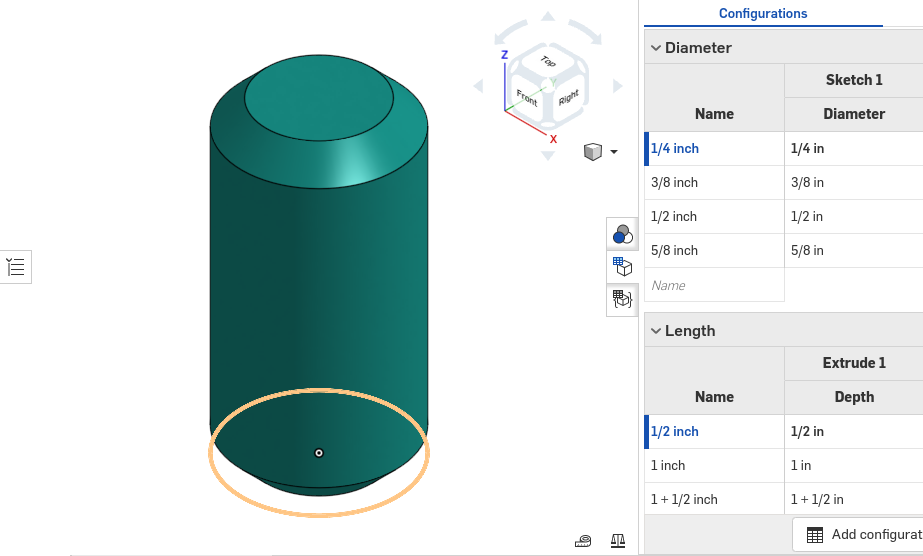 Configurations
Diameter
Sketch 1
Name Diameter
1/4 inch 1/4 in
3/8 inch 3/8 in
1/2 inch 1/2 in
5/8 inch 5/8 in
Name
Length
Extrude 1
Name Depth
1/2 inch 1/2 in
1 inch 1 in
1 + 1/2 inch 1 + 1/2 in
Add configurat
Z
Top
Y
Front Right
X